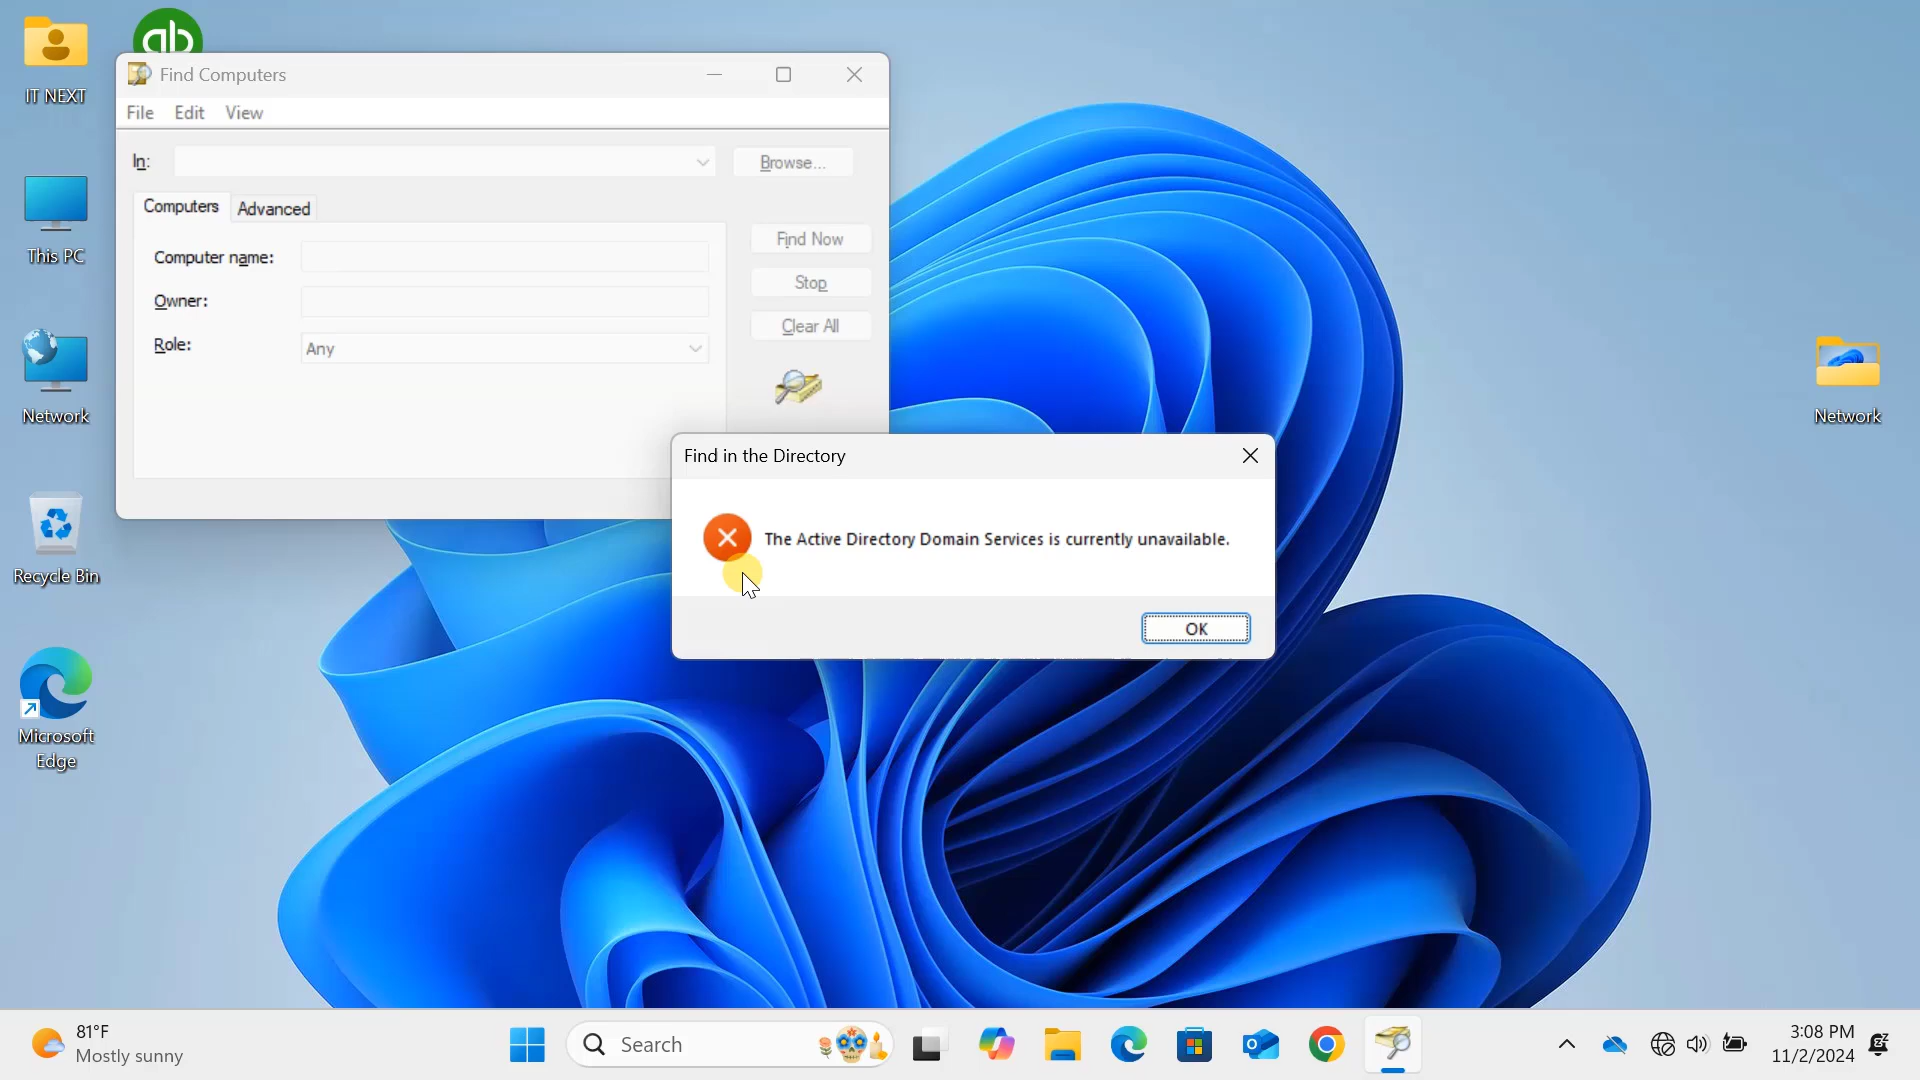 IT NEXT
This PC
Network
Recycle Bin
Microsoft
Edge
qb
Find Computers
File Edit View
In:
Browse...
Computers Advanced
Computer name:
Owner:
Role:
Any
Find Now
Stop
Clear All
Find in the Directory
The Active Directory Domain Services is currently unavailable.
OK
Network
81°F
Mostly sunny
Search
3:08 PM
11/2/2024